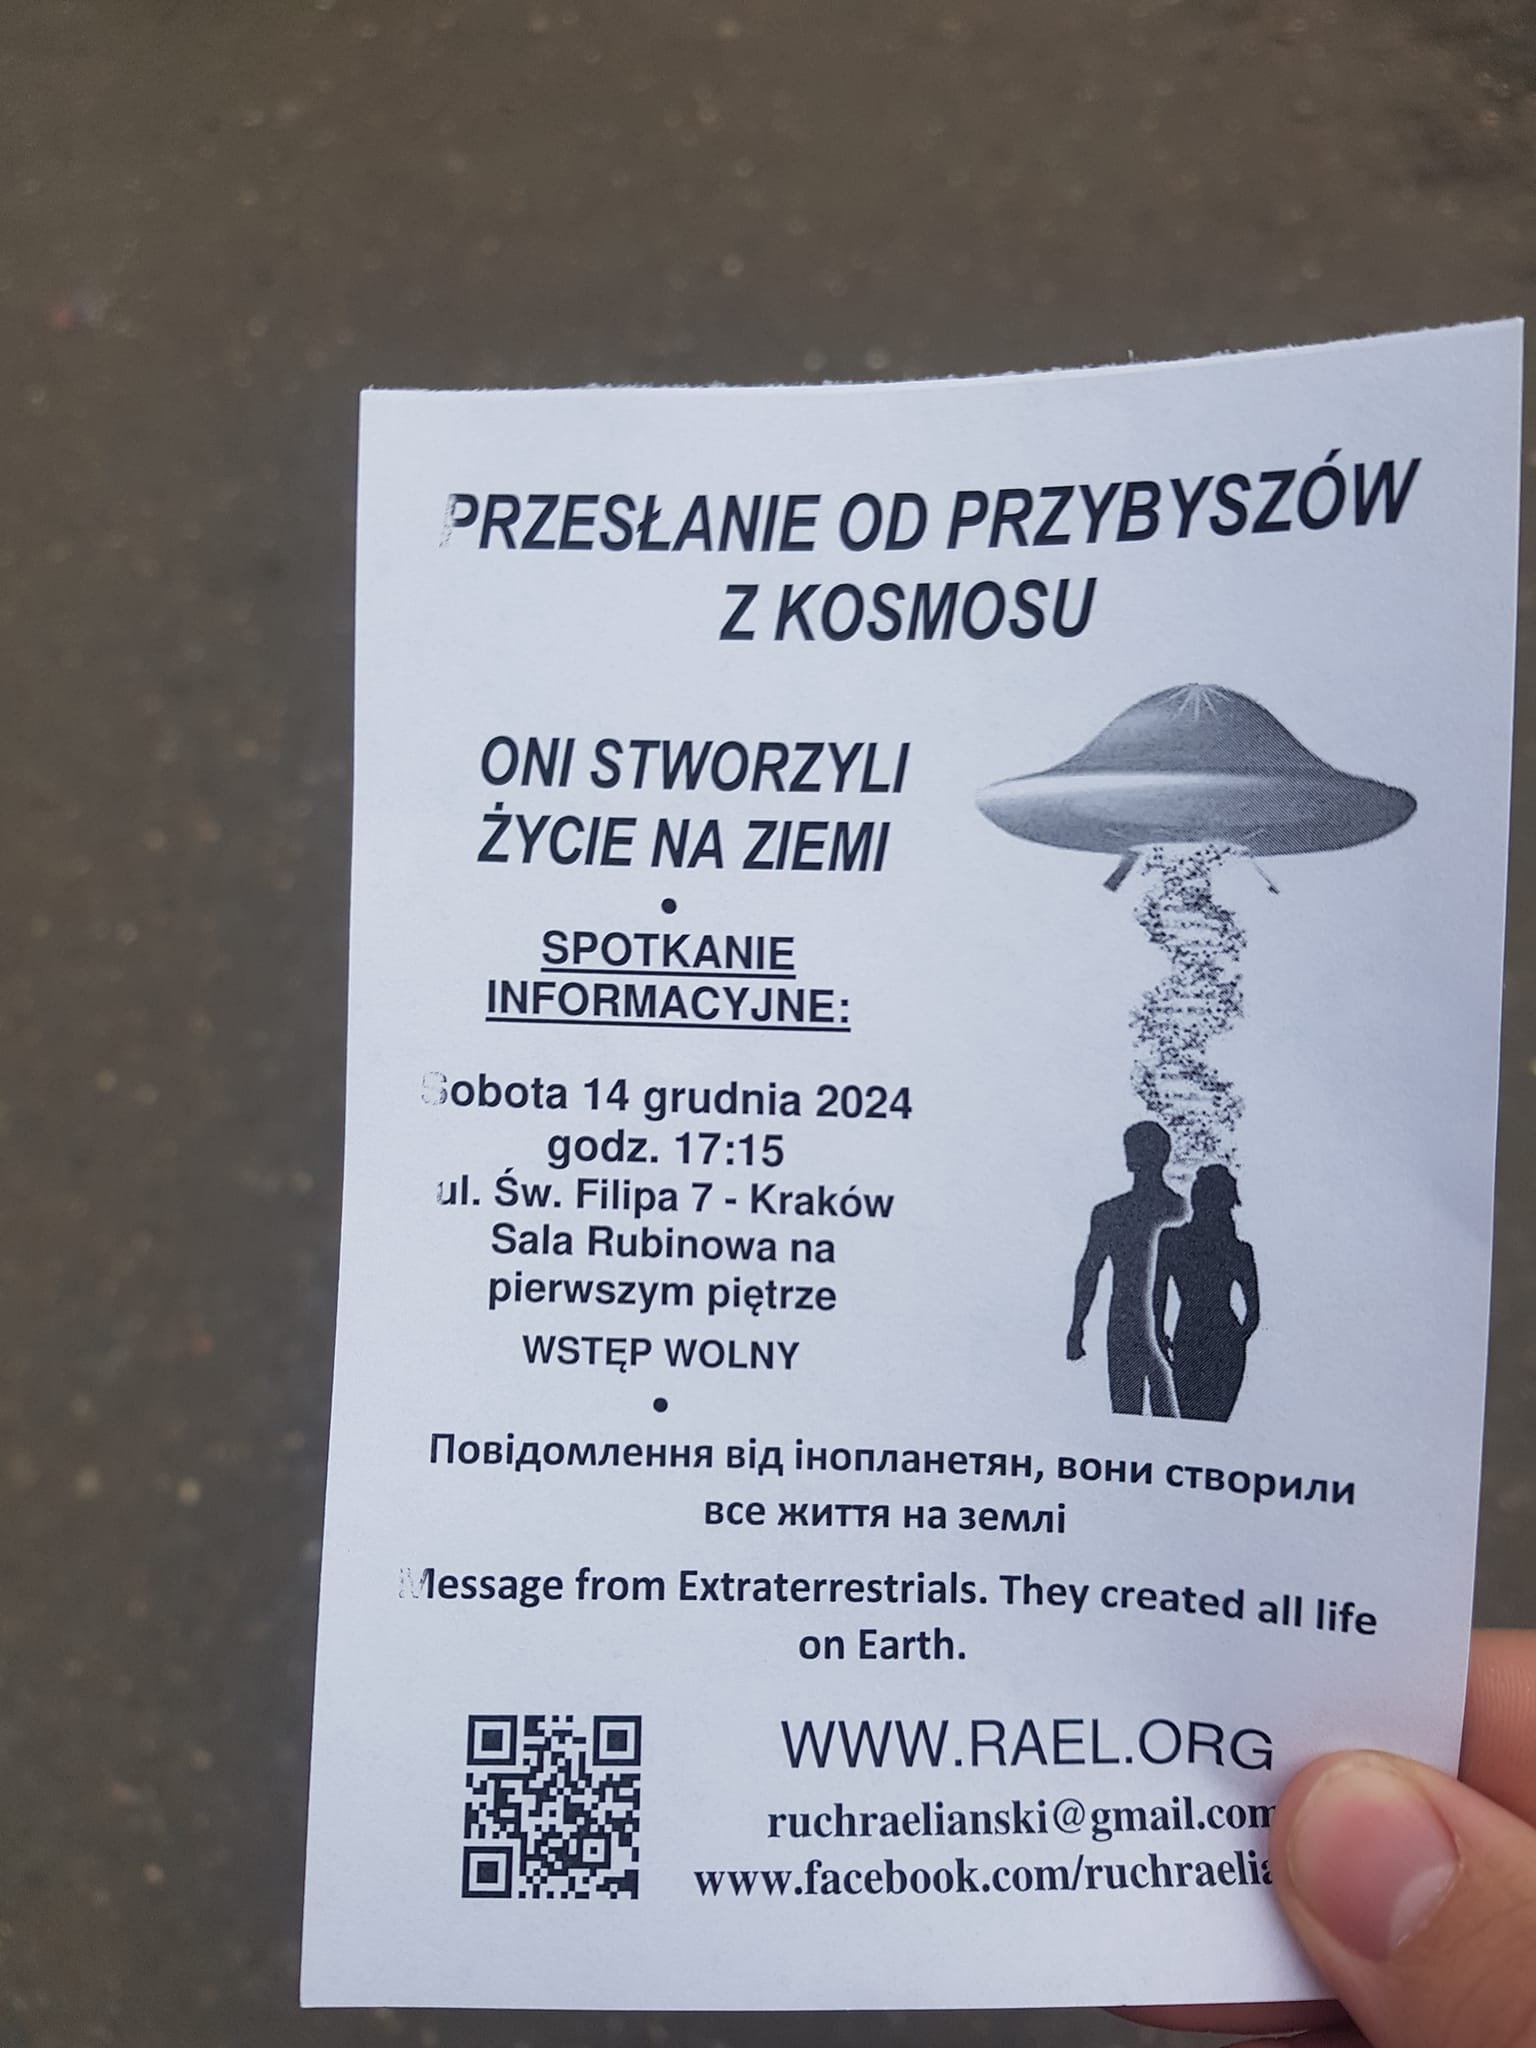 PRZESŁANIE OD PRZYBYSZÓW
Z KOSMOSU
ONI STWORZYLI
ŻYCIE NA ZIEMI
•
SPOTKANIE
INFORMACYJNE:
Sobota 14 grudnia 2024
godz. 17:15
ul. Św. Filipa 7 - Kraków
Sala Rubinowa na
pierwszym piętrze
WSTĘP WOLNY
•
Повідомлення від інопланетян, вони створили
все життя на землі
Message from Extraterrestrials. They created all life
on Earth.
WWW.RAEL.ORG
ruchraelianski@gmail.com
www.facebook.com/ruchraelia